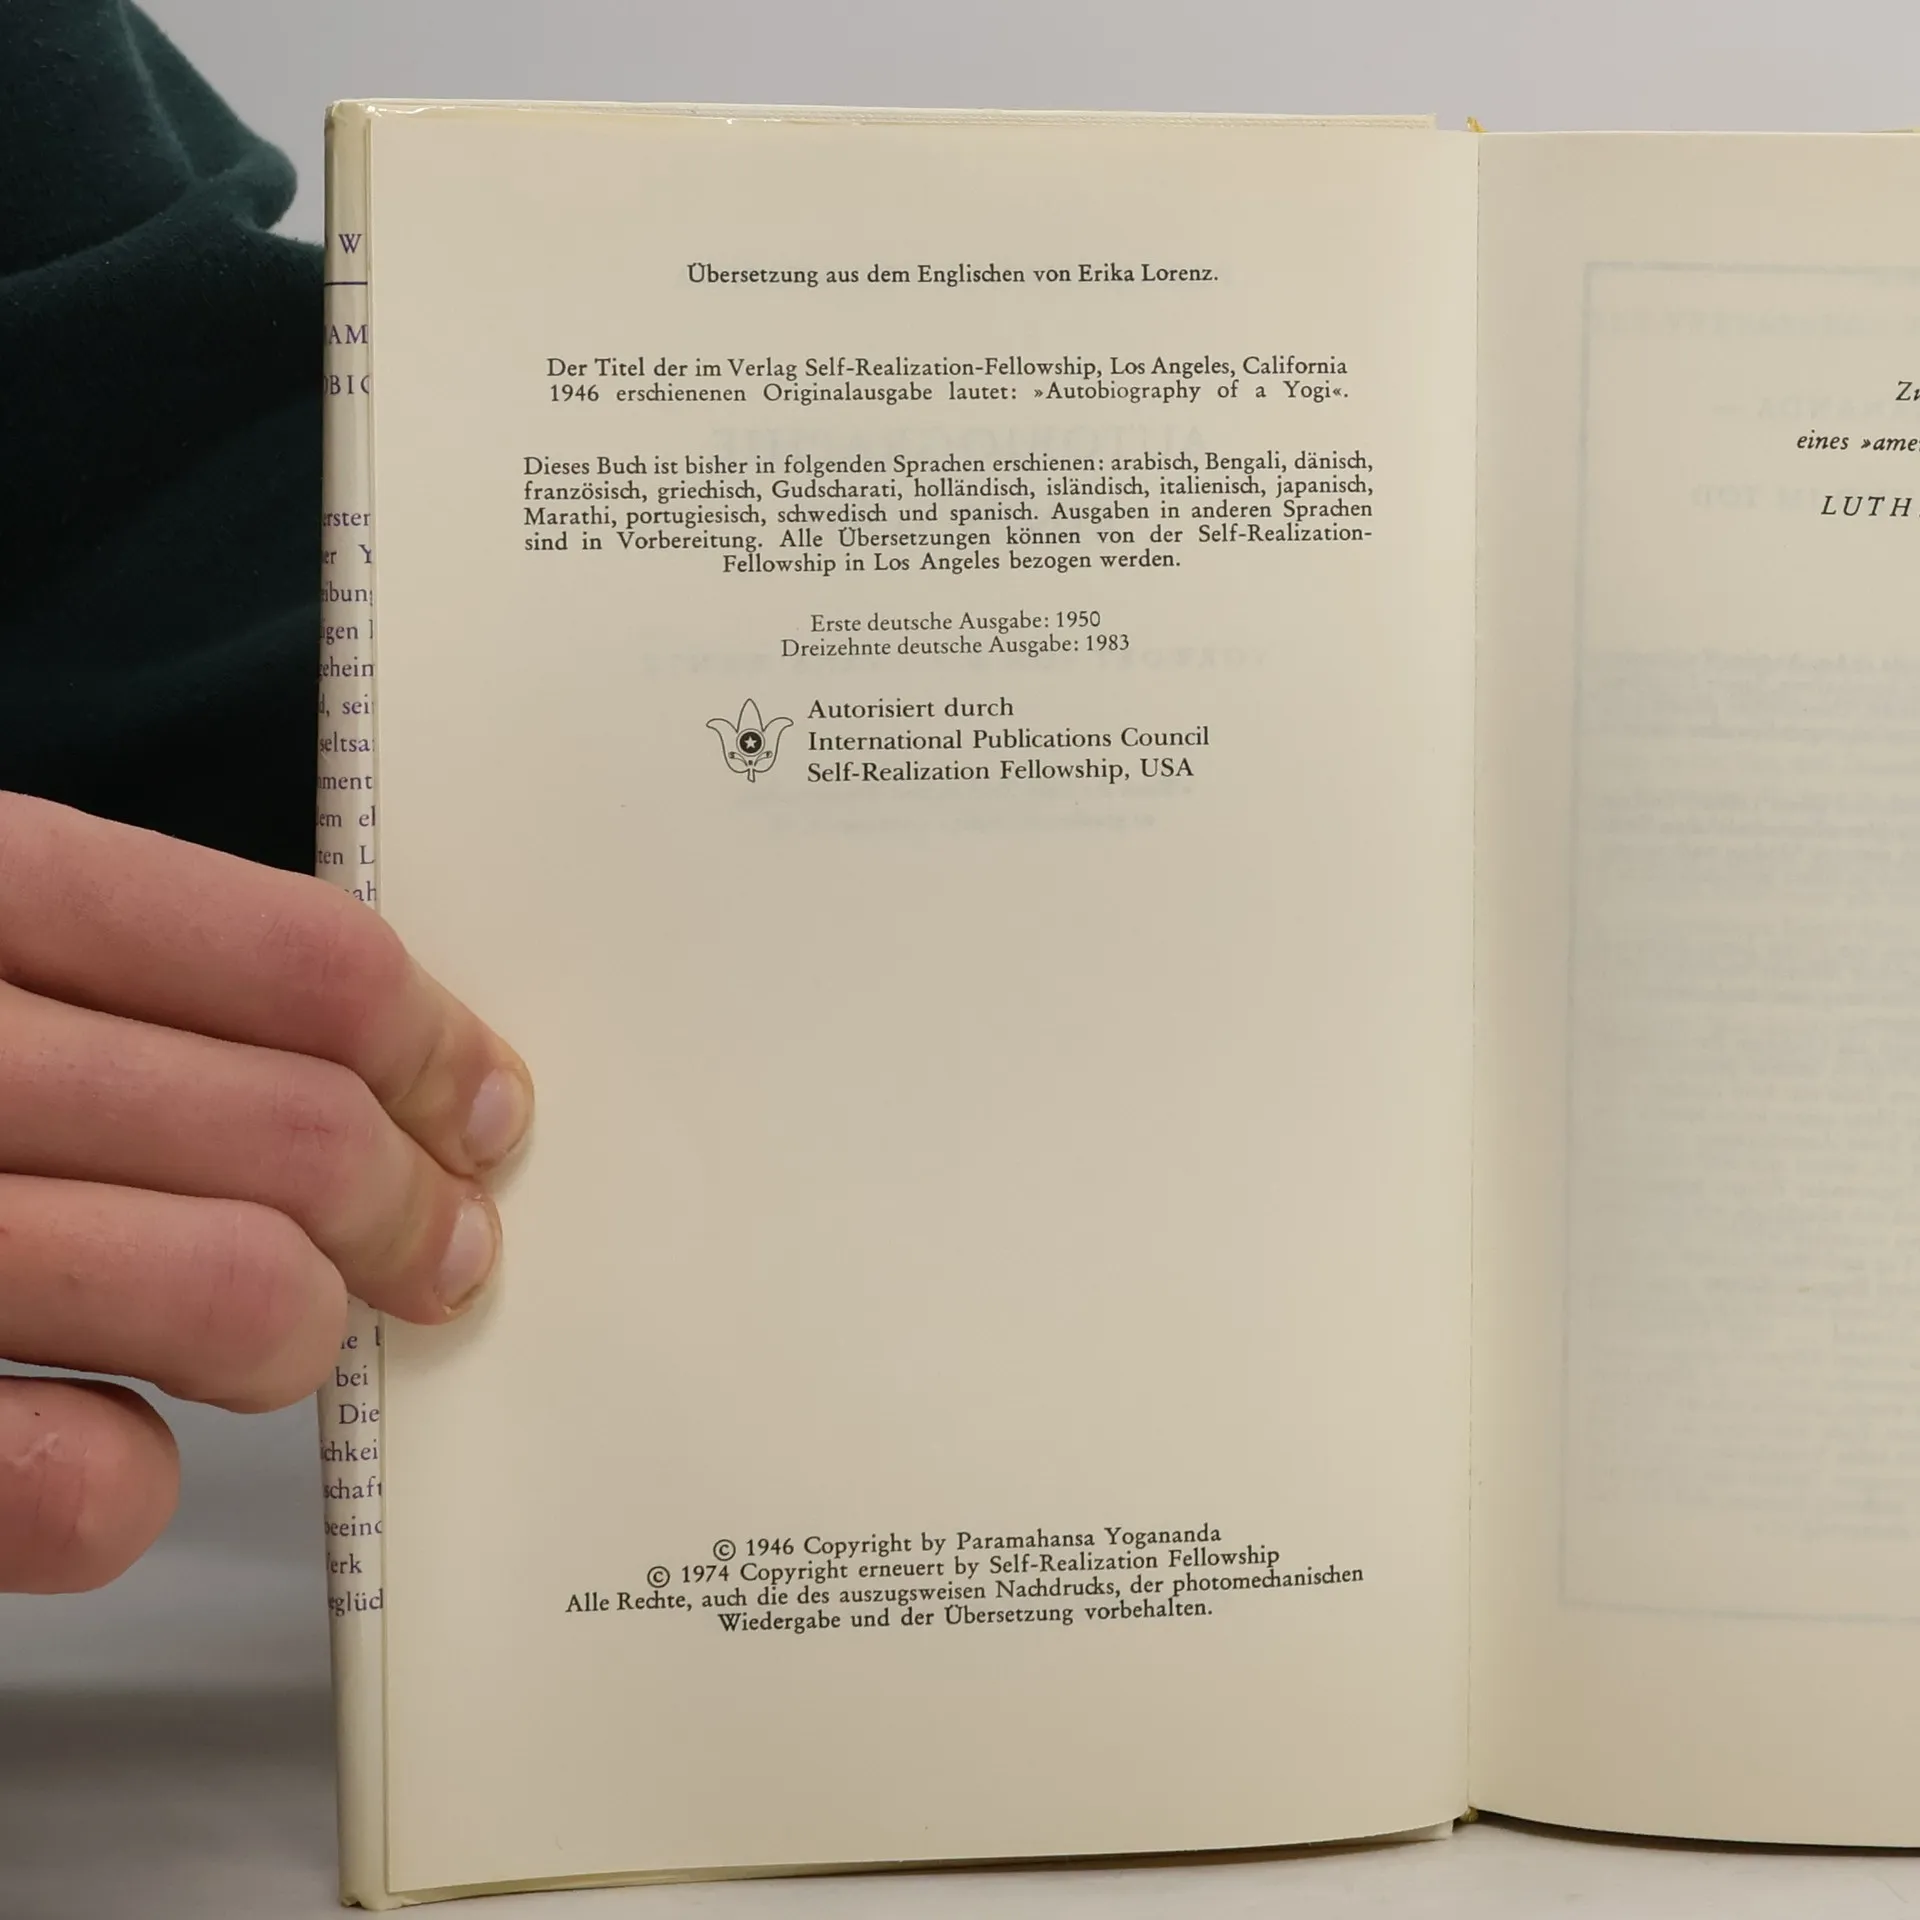 Übersetzung aus dem Englischen von Erika Lorenz.
Der Titel der im Verlag Self-Realization-Fellowship, Los Angeles, California
1946 erschienenen Originalausgabe lautet: »Autobiography of a Yogi«.
Dieses Buch ist bisher in folgenden Sprachen erschienen: arabisch, Bengali, dänisch,
französisch, griechisch, Gudscharati, holländisch, isländisch, italienisch, japanisch,
Marathi, portugiesisch, schwedisch und spanisch. Ausgaben in anderen Sprachen
sind in Vorbereitung. Alle Übersetzungen können von der Self-Realization-
Fellowship in Los Angeles bezogen werden.
Erste deutsche Ausgabe: 1950
Dreizehnte deutsche Ausgabe: 1983
Autorisiert durch
International Publications Council
Self-Realization Fellowship, USA
© 1946 Copyright by Paramahansa Yogananda
© 1974 Copyright erneuert by Self-Realization Fellowship
Alle Rechte, auch die des auszugsweisen Nachdrucks, der photomechanischen
Wiedergabe und der Übersetzung vorbehalten.
eines »ame
LUTH
bei
Die